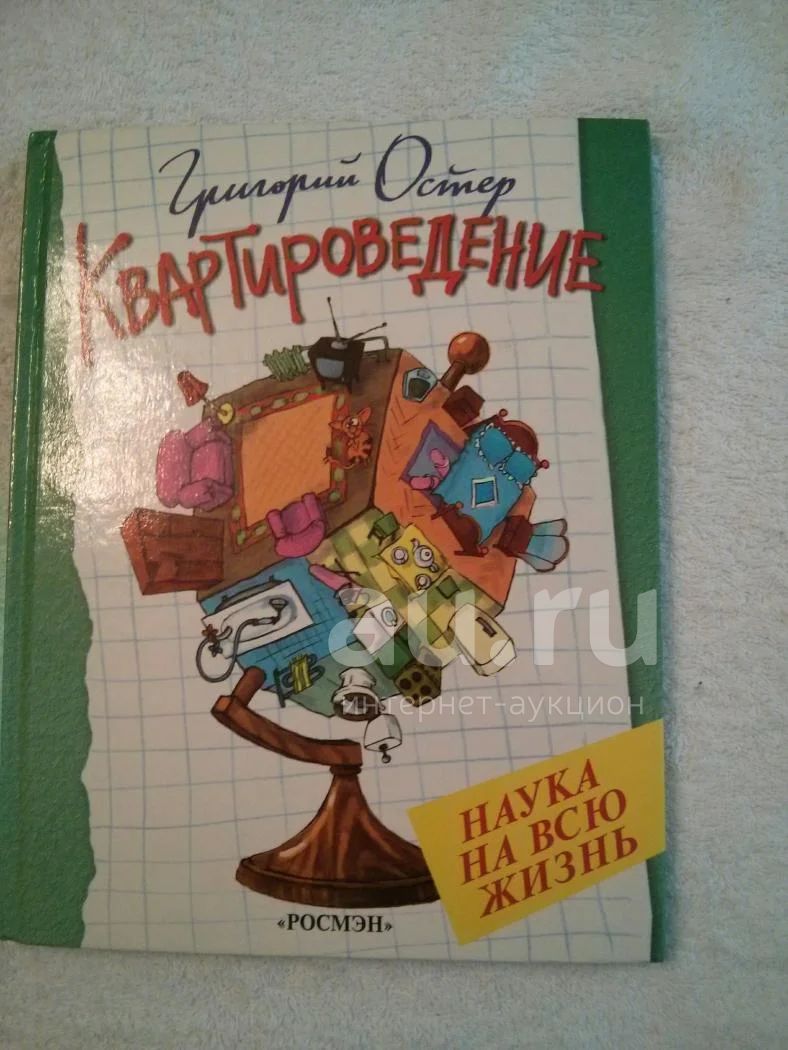 Григорий Остер
Квартироведение
au.ru
интернет-аукцион
НАУКА
НА ВСЮ
ЖИЗНЬ
«РОСМЭН»